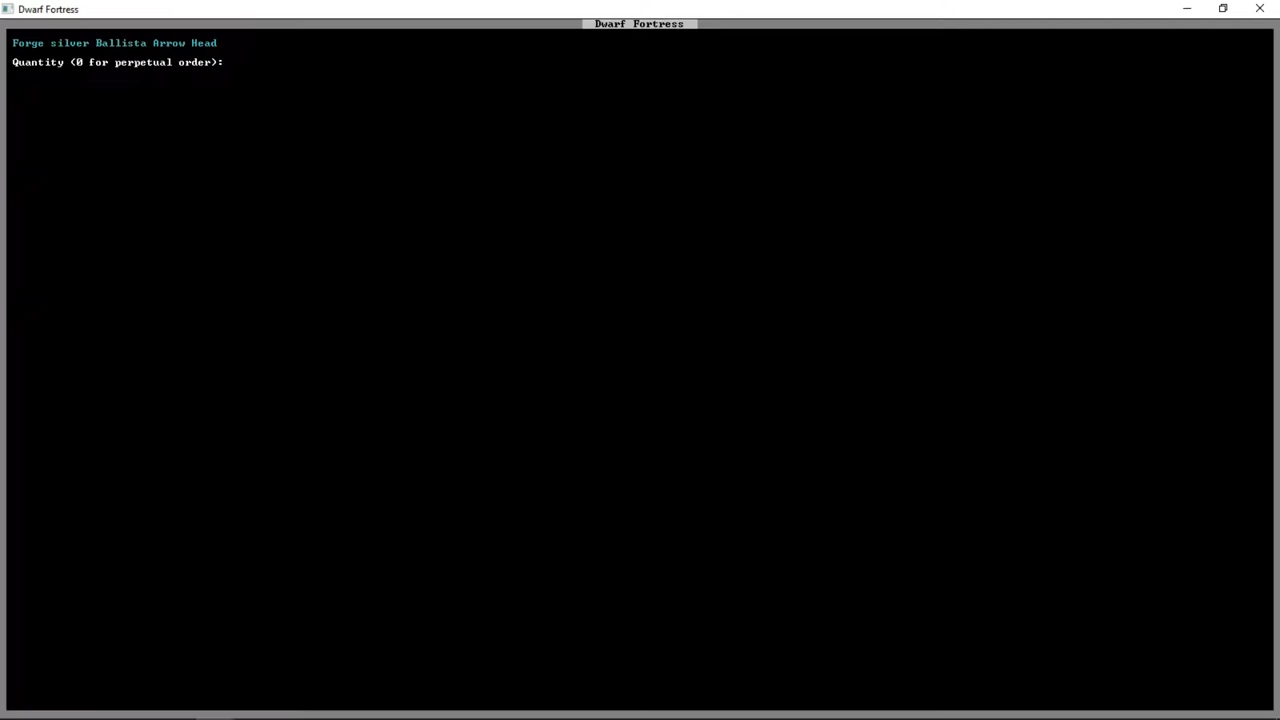 Dwarf Fortress
Dwarf Fortress
Forge silver Ballista Arrow Head
Quantity (0 for perpetual order):